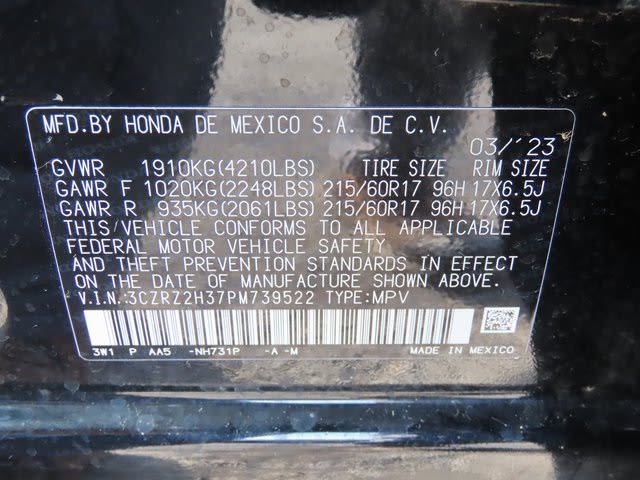 MFD.BY HONDA DE MEXICO S.A. DE C.V.
03/'23
GVWR 1910KG(4210LBS) TIRE SIZE RIM SIZE
GAWR F 1020KG(2248LBS) 215/60R17 96H 17X6.5J
GAWR R 935KG(2061LBS) 215/60R17 96H 17X6.5J
THIS VEHICLE CONFORMS TO ALL APPLICABLE
FEDERAL MOTOR VEHICLE SAFETY
AND THEFT PREVENTION STANDARDS IN EFFECT
ON THE DATE OF MANUFACTURE SHOWN ABOVE.
V.I.N.:3CZRZ2H37PM739522 TYPE:MPV
3W1 P AA5 -NH731P -A -M MADE IN MEXICO